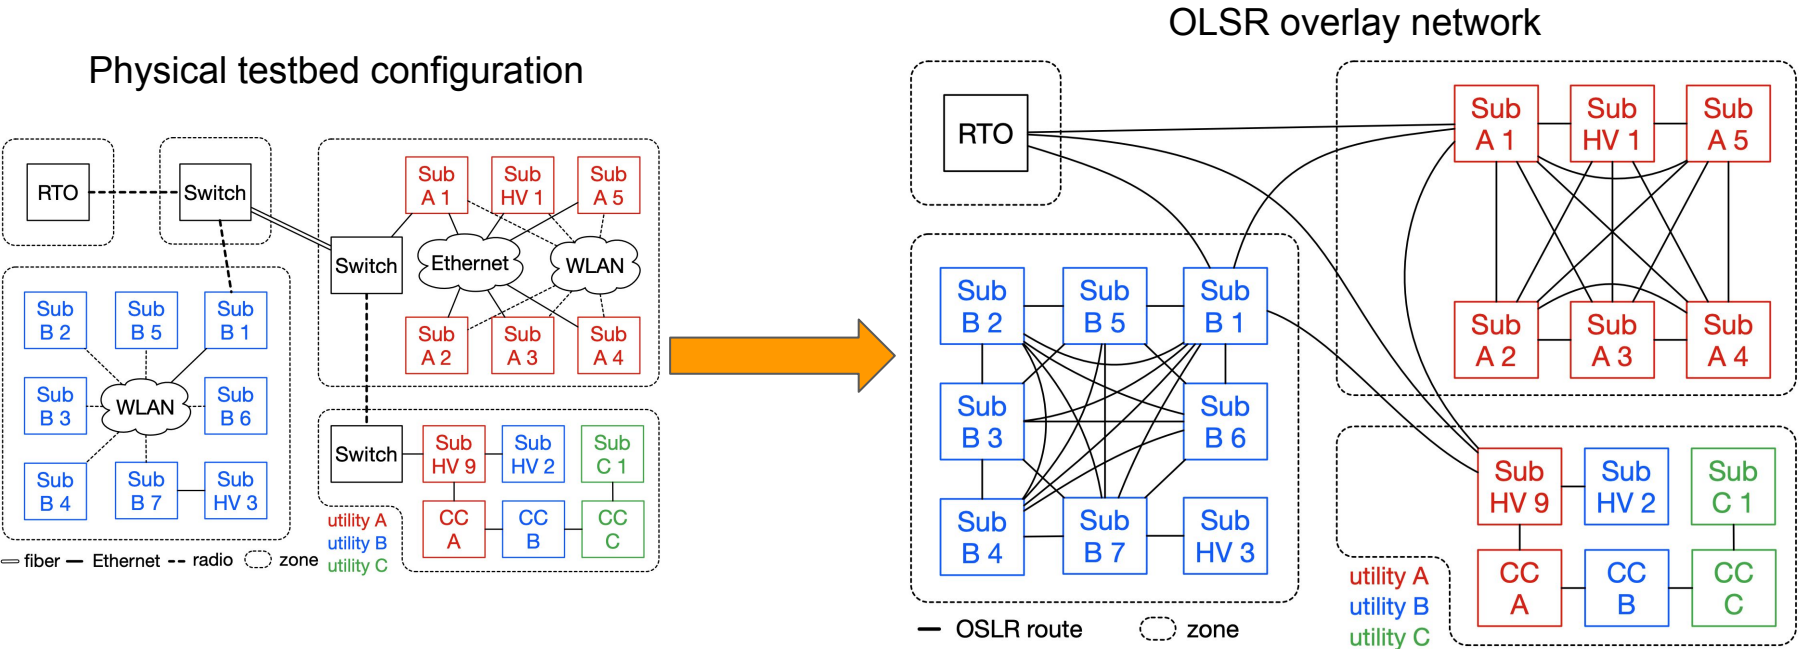 OLSR overlay network
Physical testbed configuration
RTO
Switch
Sub
A 1
Sub
HV 1
Sub
A 5
Switch
Ethernet
WLAN
Sub
A 2
Sub
A 3
Sub
A 4
Sub
B 2
Sub
B 5
Sub
B 1
Sub
B 3
WLAN
Sub
B 6
Sub
B 4
Sub
B 7
Sub
HV 3
Switch
Sub
HV 9
Sub
HV 2
Sub
C 1
CC
A
CC
B
CC
C
utility A
utility B
utility C
fiber
Ethernet
radio
zone
RTO
Sub
A 1
Sub
HV 1
Sub
A 5
Sub
A 2
Sub
A 3
Sub
A 4
Sub
B 2
Sub
B 5
Sub
B 1
Sub
B 3
Sub
B 6
Sub
B 4
Sub
B 7
Sub
HV 3
Sub
HV 9
Sub
HV 2
Sub
C 1
CC
A
CC
B
CC
C
utility A
utility B
utility C
OSLR route
zone